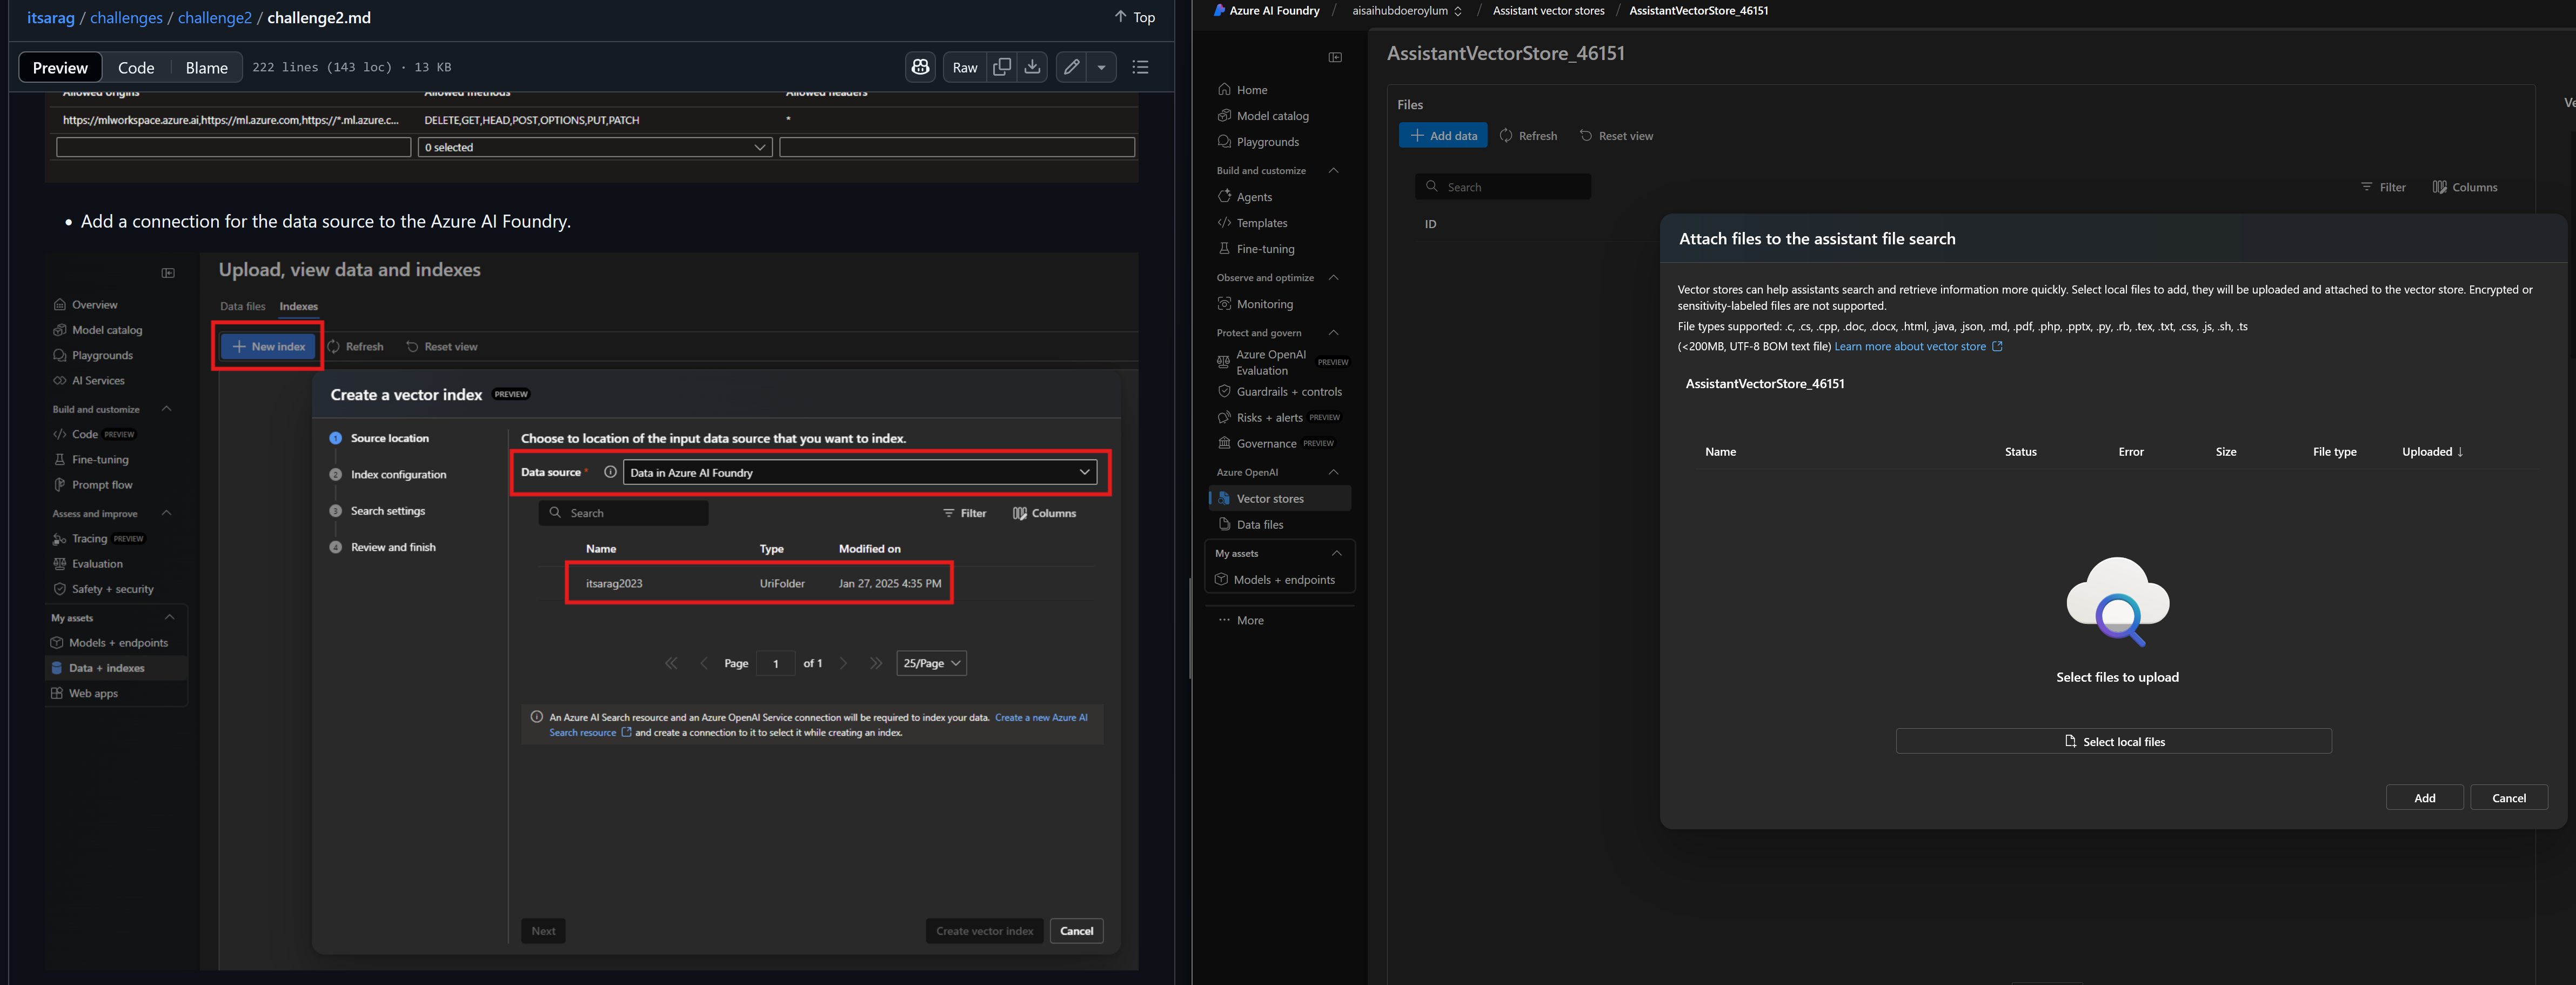 itsarag / challenges / challenge2 / challenge2.md
Top
Preview
Code
Blame
222 lines (143 loc) · 13 KB
Raw
Allowed origins
Allowed methods
Allowed headers
https://mlworkspace.azure.ai,https://ml.azure.com,https://*.ml.azure.c...
DELETE,GET,HEAD,POST,OPTIONS,PUT,PATCH
*
0 selected
• Add a connection for the data source to the Azure AI Foundry.
Overview
Model catalog
Playgrounds
AI Services
Build and customize
Code PREVIEW
Fine-tuning
Prompt flow
Assess and improve
Tracing PREVIEW
Evaluation
Safety + security
My assets
Models + endpoints
Data + indexes
Web apps
Upload, view data and indexes
Data files
Indexes
New index
Refresh
Reset view
Create a vector index PREVIEW
1 Source location
2 Index configuration
3 Search settings
4 Review and finish
Choose to location of the input data source that you want to index.
Data source *
Data in Azure AI Foundry
Search
Filter
Columns
Name
Type
Modified on
itsarag2023
UriFolder
Jan 27, 2025 4:35 PM
Page 1 of 1
25/Page
An Azure AI Search resource and an Azure OpenAI Service connection will be required to index your data. Create a new Azure AI
Search resource and create a connection to it to select it while creating an index.
Next
Create vector index
Cancel
Azure AI Foundry / aisaihubdoeroylum / Assistant vector stores / AssistantVectorStore_46151
Home
Model catalog
Playgrounds
Build and customize
Agents
Templates
Fine-tuning
Observe and optimize
Monitoring
Protect and govern
Azure OpenAI
Evaluation
PREVIEW
Guardrails + controls
Risks + alerts PREVIEW
Governance PREVIEW
Azure OpenAI
Vector stores
Data files
My assets
Models + endpoints
More
AssistantVectorStore_46151
Files
Ve
Add data
Refresh
Reset view
Search
Filter
Columns
ID
Attach files to the assistant file search
Vector stores can help assistants search and retrieve information more quickly. Select local files to add, they will be uploaded and attached to the vector store. Encrypted or
sensitivity-labeled files are not supported.
File types supported: .c, .cs, .cpp, .doc, .docx, .html, .java, .json, .md, .pdf, .php, .pptx, .py, .rb, .tex, .txt, .css, .js, .sh, .ts
(<200MB, UTF-8 BOM text file) Learn more about vector store
AssistantVectorStore_46151
Name
Status
Error
Size
File type
Uploaded ↓
Select files to upload
Select local files
Add
Cancel